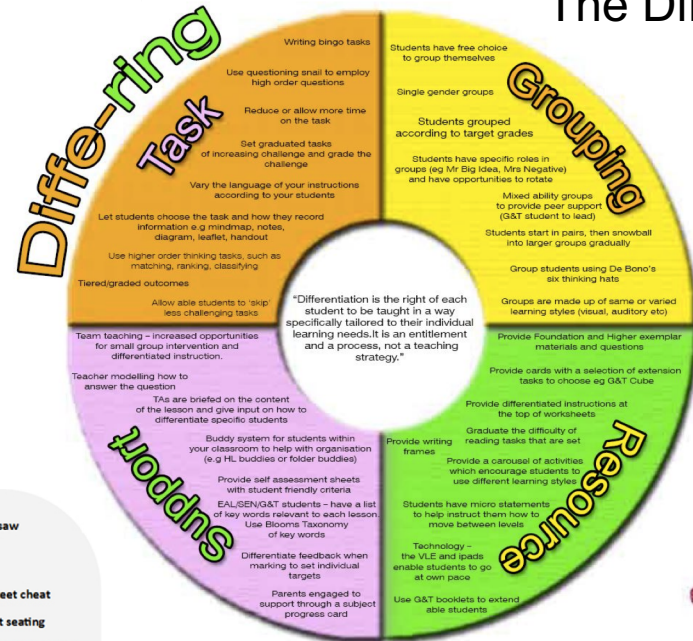 Diffe-ring
Task
Writing bingo tasks
Use questioning snail to employ
high order questions
Reduce or allow more time
on the task
Set graduated tasks
of increasing challenge and grade the
challenge
Vary the language of your instructions
according to your students
Let students choose the task and how they record
information e.g mindmap, notes,
diagram, leaflet, handout
Use higher order thinking tasks, such as
matching, ranking, classifying
Tiered/graded outcomes
Allow able students to 'skip'
less challenging tasks
Grouping
Students have free choice
to group themselves
Single gender groups
Students grouped
according to target grades
Students have specific roles in
groups (eg Mr Big Idea, Mrs Negative)
and have opportunities to rotate
Mixed ability groups
to provide peer support
(G&T student to lead)
Students start in pairs, then snowball
into larger groups gradually
Group students using De Bono's
six thinking hats
Groups are made up of same or varied
learning styles (visual, auditory etc)
"Differentiation is the right of each
student to be taught in a way
specifically tailored to their individual
learning needs.It is an entitlement
and a process, not a teaching
strategy."
Support
Team teaching – increased opportunities
for small group intervention and
differentiated instruction.
Teacher modelling how to
answer the question
TAs are briefed on the content
of the lesson and give input on how to
differentiate specific students
Buddy system for students within
your classroom to help with organisation
(e.g HL buddies or folder buddies)
Provide self assessment sheets
with student friendly criteria
EAL/SEN/G&T students – have a list
of key words relevant to each lesson.
Use Blooms Taxonomy
of key words
Differentiate feedback when
marking to set individual
targets
Parents engaged to
support through a subject
progress card
Resource
Provide Foundation and Higher exemplar
materials and questions
Provide cards with a selection of extension
tasks to choose eg G&T Cube
Provide differentiated instructions at
the top of worksheets
Graduate the difficulty of
reading tasks that are set
Provide writing
frames
Provide a carousel of activities
which encourage students to
use different learning styles
Students have micro statements
to help instruct them how to
move between levels
Technology –
the VLE and ipads
enable students to go
at own pace
Use G&T booklets to extend
able students
cheat
seating